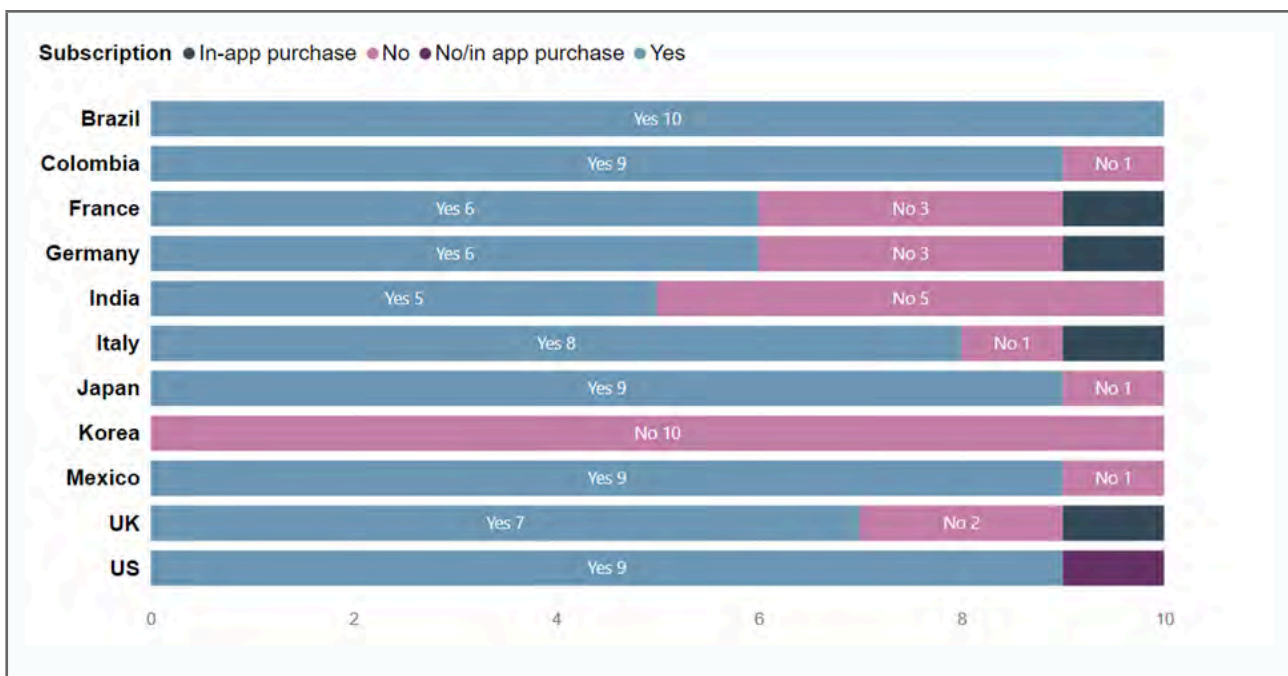 Subscription In-app purchase No No/in app purchase Yes
Brazil Yes 10
Colombia Yes 9 No 1
France Yes 6 No 3
Germany Yes 6 No 3
India Yes 5 No 5
Italy Yes 8 No 1
Japan Yes 9 No 1
Korea No 10
Mexico Yes 9 No 1
UK Yes 7 No 2
US Yes 9
0 2 4 6 8 10